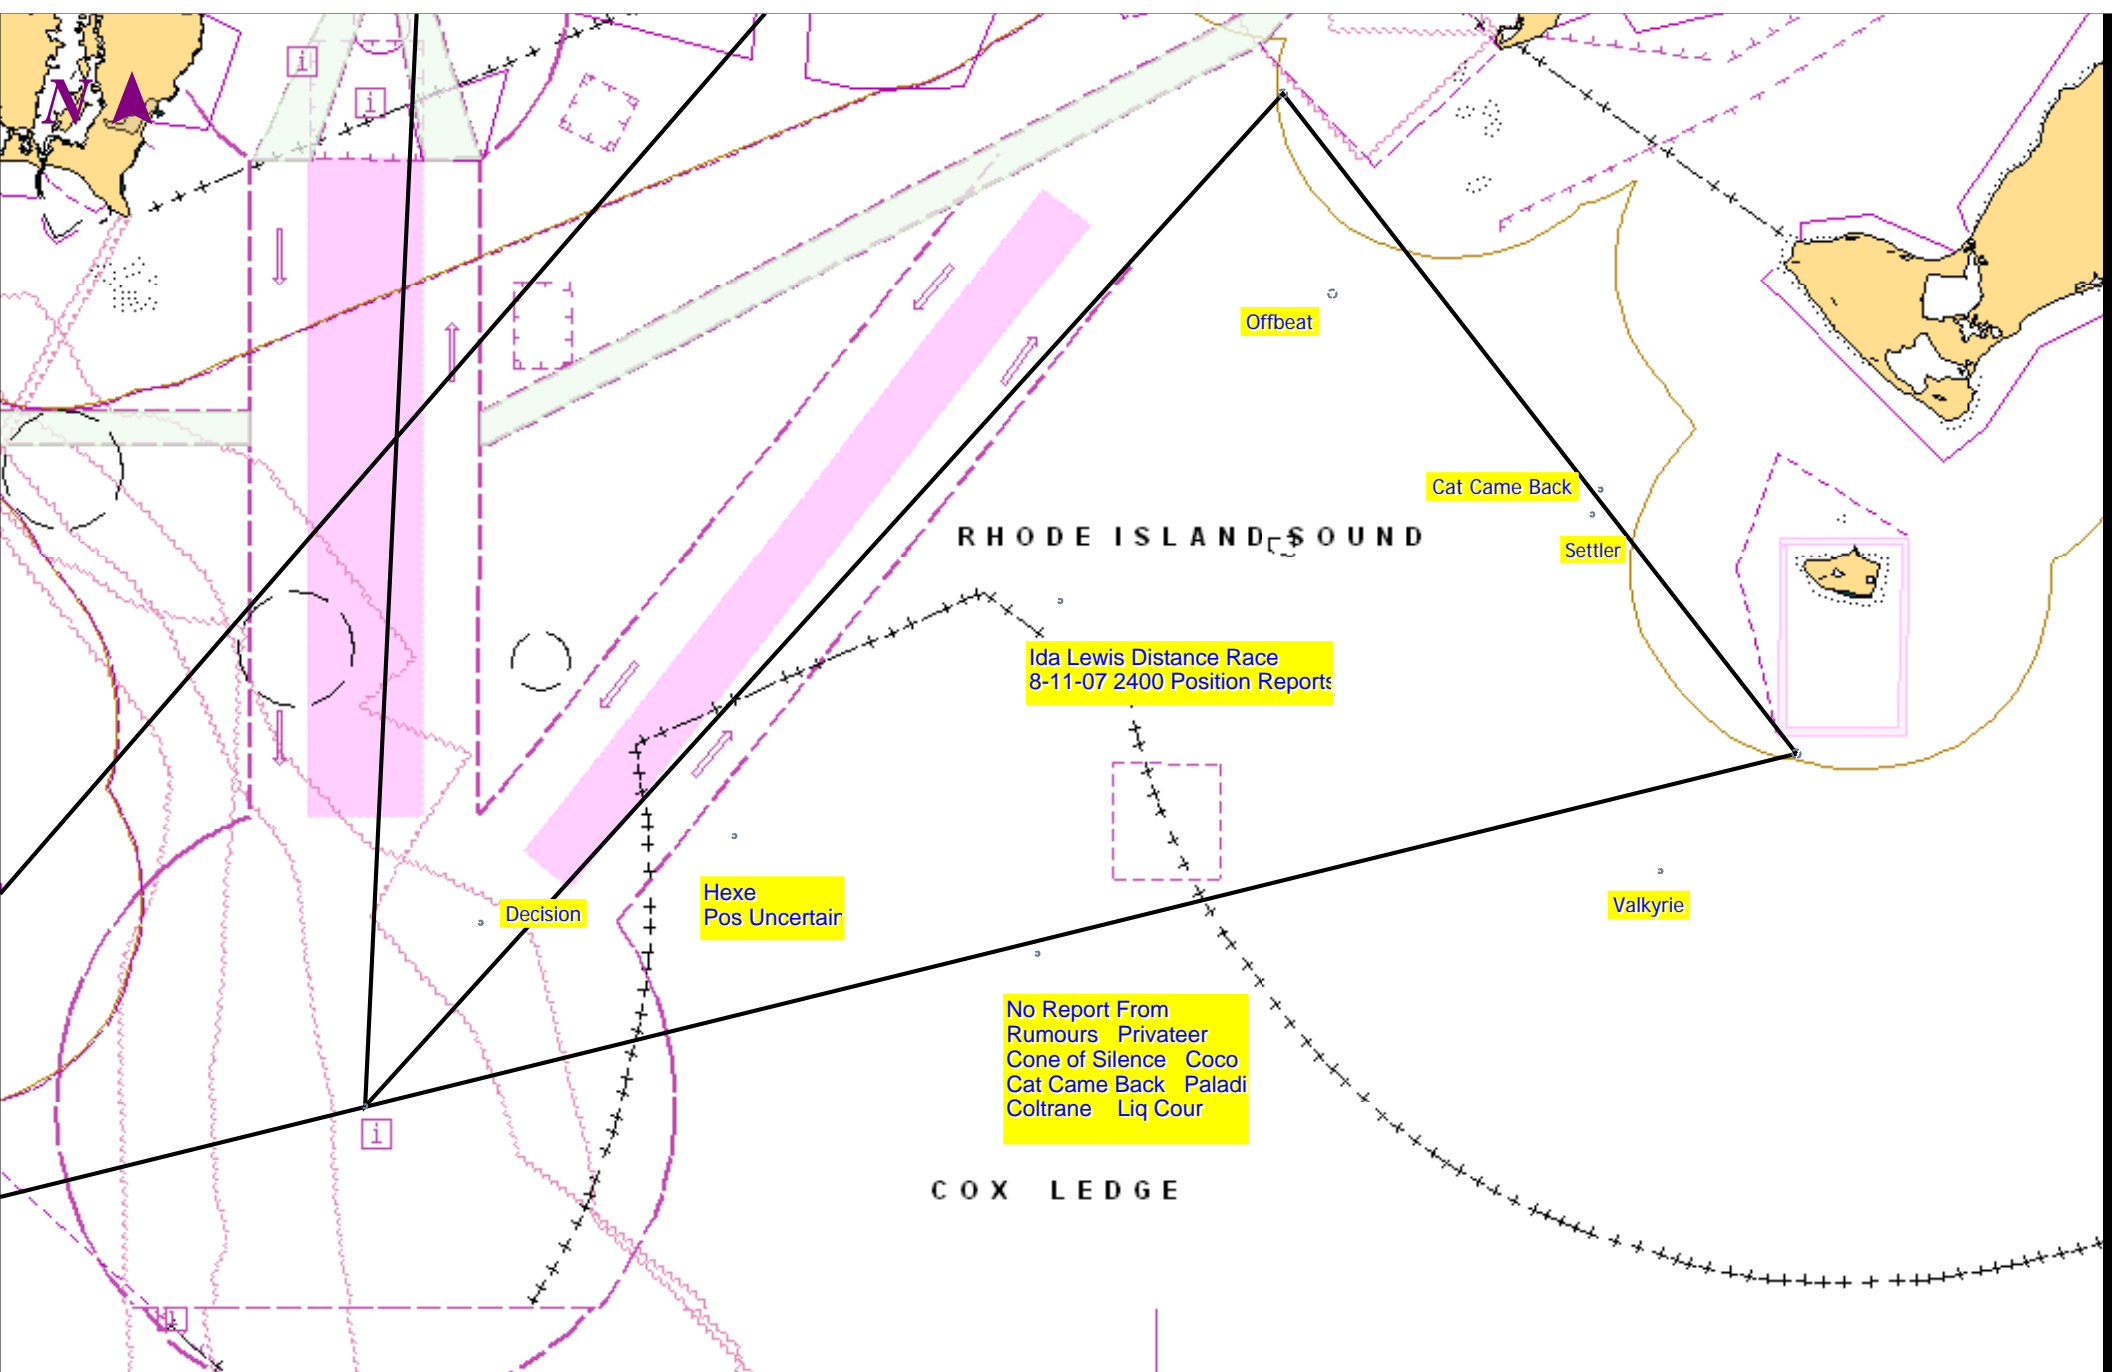 i
N
i
Offbeat
Cat Came Back
RHODE ISLAND SOUND
Settler
Ida Lewis Distance Race
8-11-07 2400 Position Reports
Hexe
Pos Uncertain
Decision
Valkyrie
No Report From
Rumours Privateer
Cone of Silence Coco
Cat Came Back Paladi
Coltrane Liq Cour
i
COX LEDGE